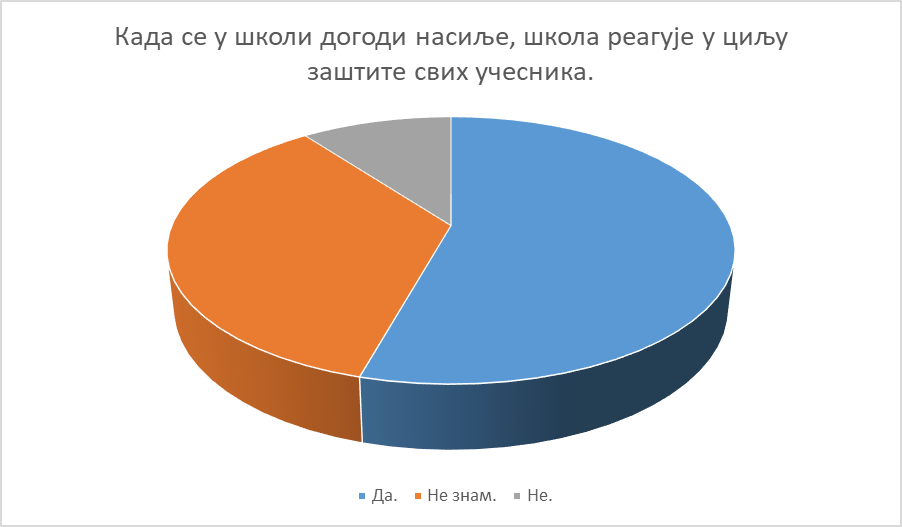 Када се у школи догоди насиље, школа реагује у циљу
заштите свих учесника.
Да. Не знам. Не.